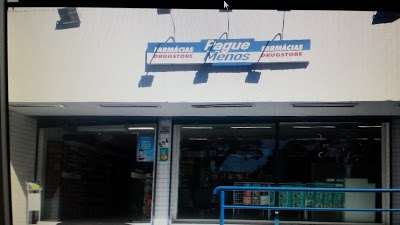 FARMÁCIAS Pague FARMÁCIAS
DRUGSTORE Menos DRUGSTORE